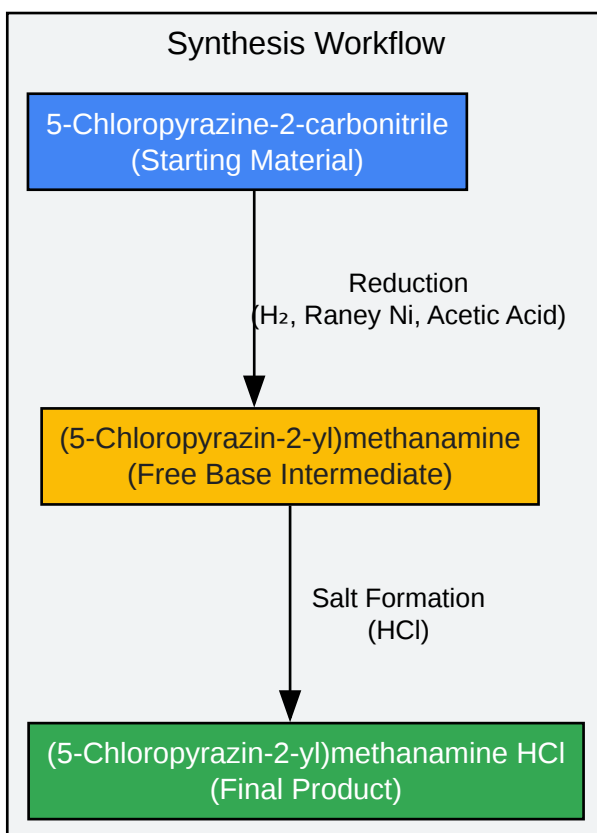 Synthesis Workflow
5-Chloropyrazine-2-carbonitrile
(Starting Material)
Reduction
(H₂, Raney Ni, Acetic Acid)
(5-Chloropyrazin-2-yl)methanamine
(Free Base Intermediate)
Salt Formation
(HCl)
(5-Chloropyrazin-2-yl)methanamine HCl
(Final Product)